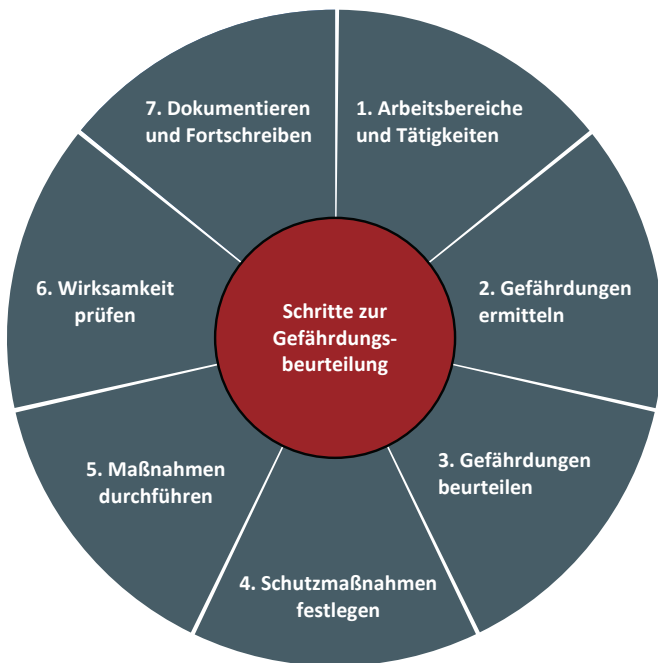 Schritte zur
Gefährdungs-
beurteilung
1. Arbeitsbereiche
und Tätigkeiten
2. Gefährdungen
ermitteln
3. Gefährdungen
beurteilen
4. Schutzmaßnahmen
festlegen
5. Maßnahmen
durchführen
6. Wirksamkeit
prüfen
7. Dokumentieren
und Fortschreiben